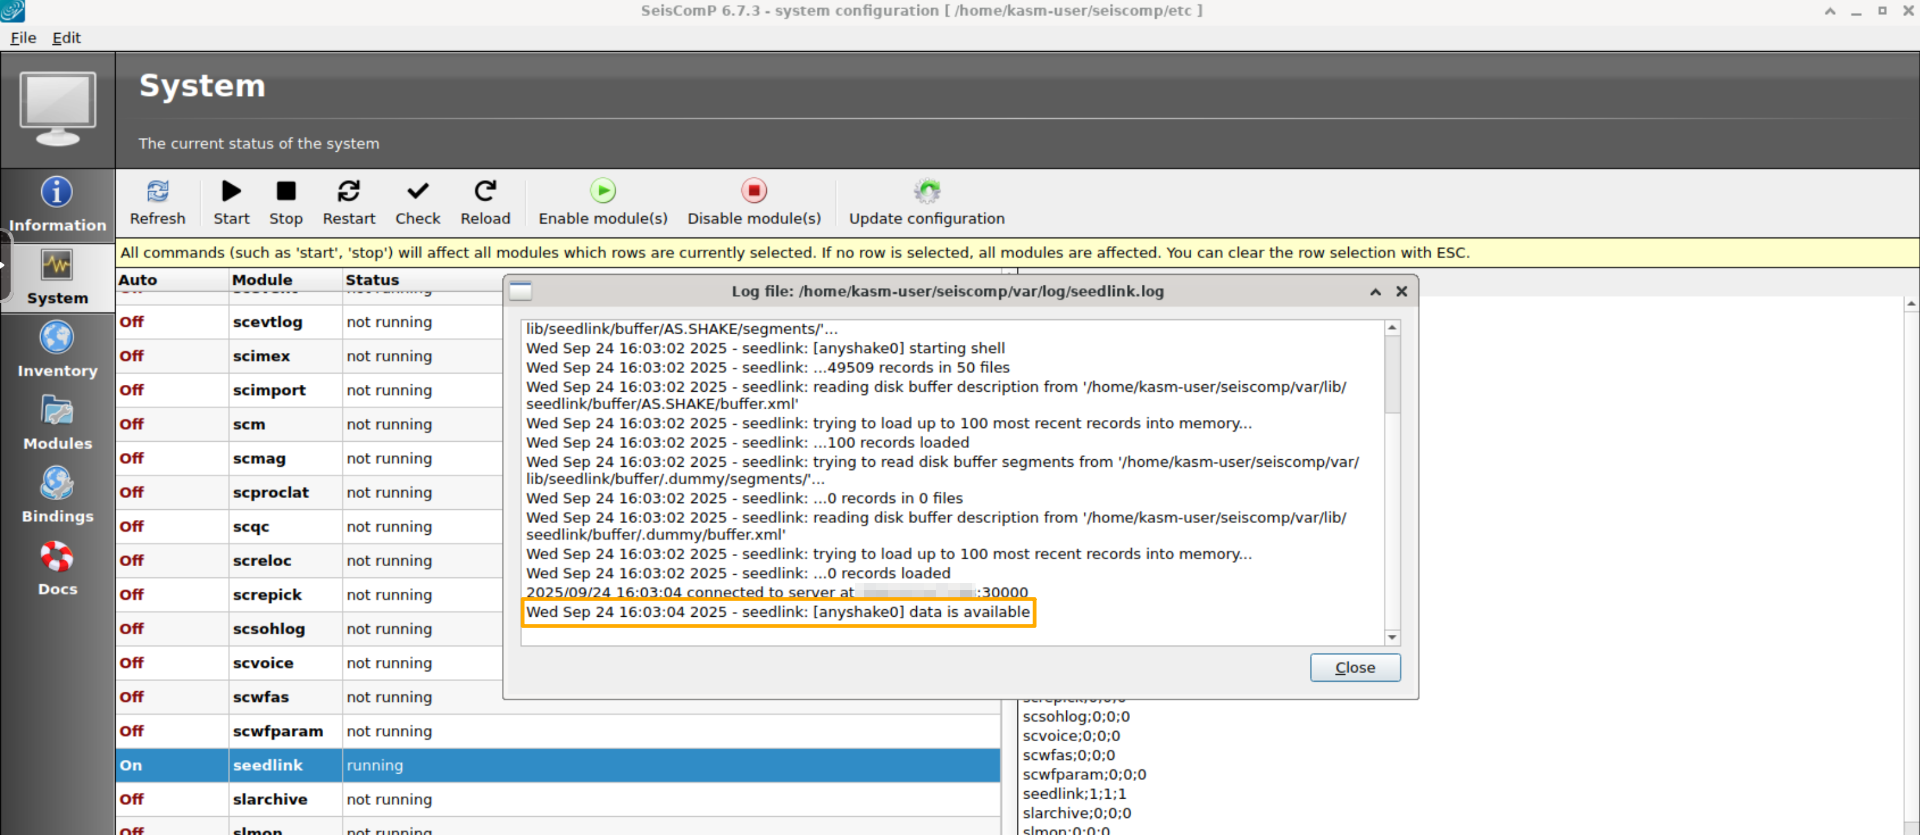 SeisComP 6.7.3 - system configuration [ /home/kasm-user/seiscomp/etc ]
File Edit
System
The current status of the system
Information
System
Inventory
Modules
Bindings
Docs
Refresh Start Stop Restart Check Reload Enable module(s) Disable module(s) Update configuration
All commands (such as 'start', 'stop') will affect all modules which rows are currently selected. If no row is selected, all modules are affected. You can clear the row selection with ESC.
Auto Module Status
Off scevtlog not running
Off scimex not running
Off scimport not running
Off scm not running
Off scmag not running
Off scproclat not running
Off scqc not running
Off screloc not running
Off screpick not running
Off scsohlog not running
Off scvoice not running
Off scwfas not running
Off scwfparam not running
On seedlink running
Off slarchive not running
Off slmon not running
Log file: /home/kasm-user/seiscomp/var/log/seedlink.log
lib/seedlink/buffer/AS.SHAKE/segments/'...
Wed Sep 24 16:03:02 2025 - seedlink: [anyshake0] starting shell
Wed Sep 24 16:03:02 2025 - seedlink: ...49509 records in 50 files
Wed Sep 24 16:03:02 2025 - seedlink: reading disk buffer description from '/home/kasm-user/seiscomp/var/lib/
seedlink/buffer/AS.SHAKE/buffer.xml'
Wed Sep 24 16:03:02 2025 - seedlink: trying to load up to 100 most recent records into memory...
Wed Sep 24 16:03:02 2025 - seedlink: ...100 records loaded
Wed Sep 24 16:03:02 2025 - seedlink: trying to read disk buffer segments from '/home/kasm-user/seiscomp/var/
lib/seedlink/buffer/.dummy/segments/'...
Wed Sep 24 16:03:02 2025 - seedlink: ...0 records in 0 files
Wed Sep 24 16:03:02 2025 - seedlink: reading disk buffer description from '/home/kasm-user/seiscomp/var/lib/
seedlink/buffer/.dummy/buffer.xml'
Wed Sep 24 16:03:02 2025 - seedlink: trying to load up to 100 most recent records into memory...
Wed Sep 24 16:03:02 2025 - seedlink: ...0 records loaded
2025/09/24 16:03:04 connected to server at :30000
Wed Sep 24 16:03:04 2025 - seedlink: [anyshake0] data is available
Close
screpick;0;0;0
scsohlog;0;0;0
scvoice;0;0;0
scwfas;0;0;0
scwfparam;0;0;0
seedlink;1;1;1
slarchive;0;0;0
slmon;0;0;0